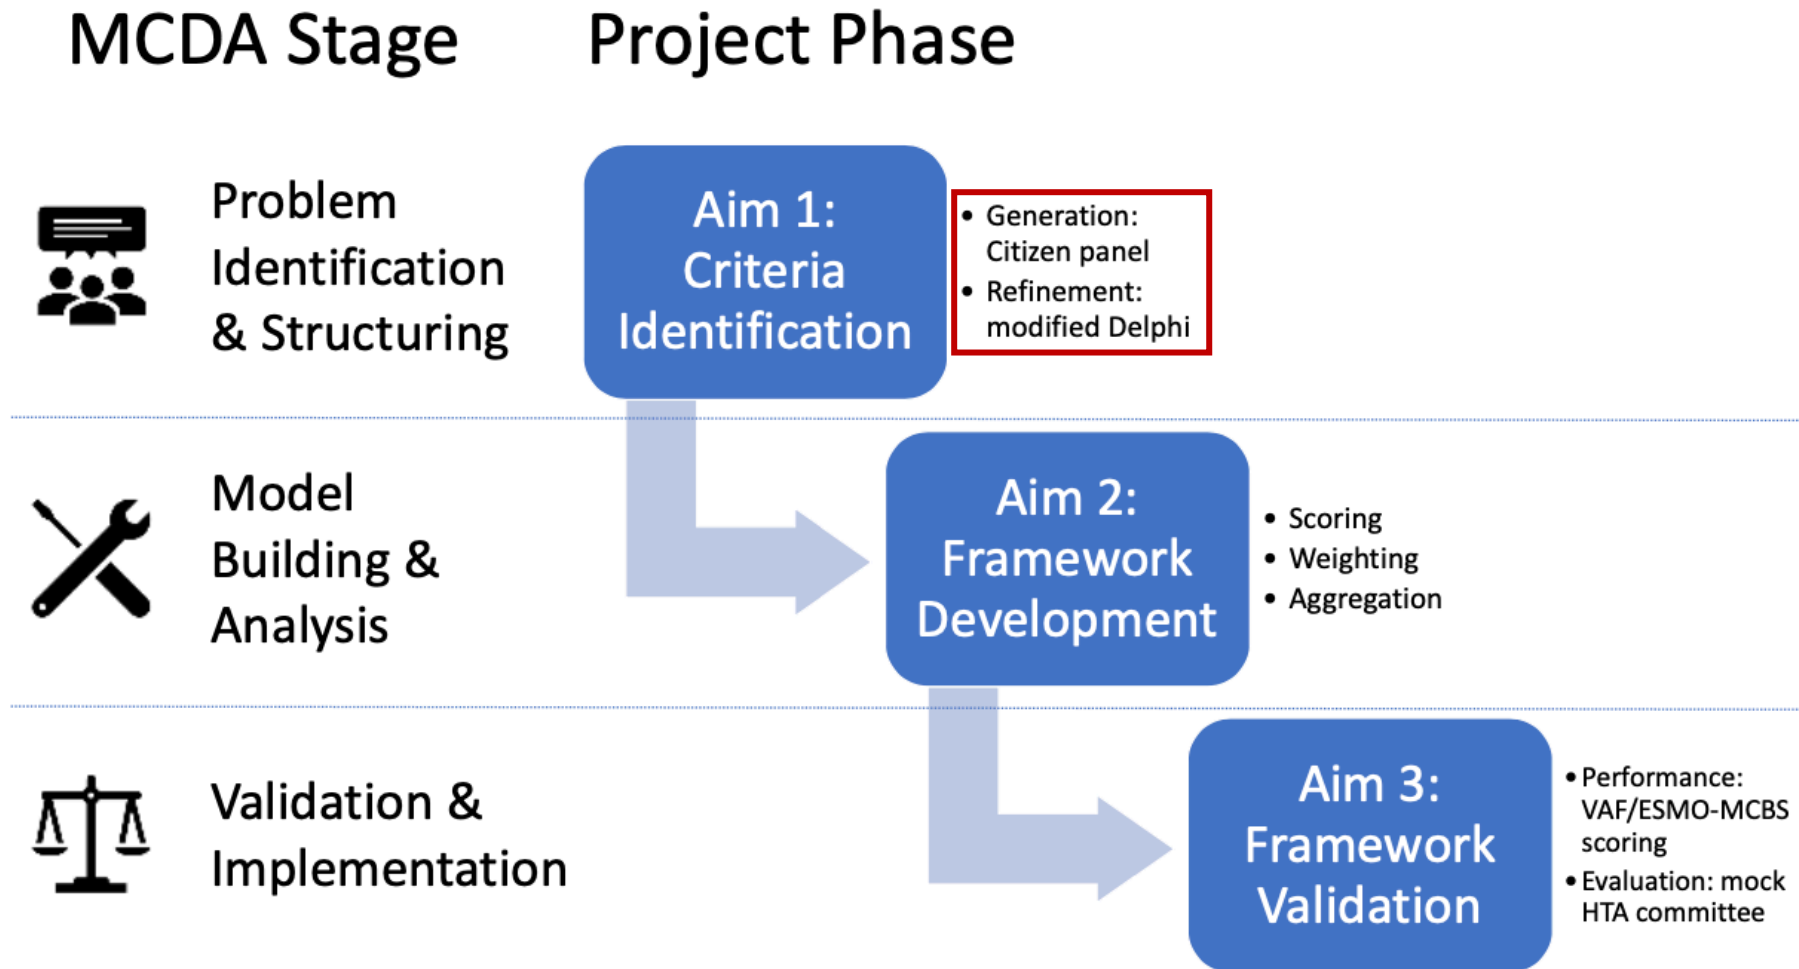 MCDA Stage
Project Phase
Problem
Identification
& Structuring
Aim 1:
Criteria
Identification
• Generation:
Citizen panel
• Refinement:
modified Delphi
Model
Building &
Analysis
Aim 2:
Framework
Development
• Scoring
• Weighting
• Aggregation
Validation &
Implementation
Aim 3:
Framework
Validation
• Performance:
VAF/ESMO-MCBS
scoring
• Evaluation: mock
HTA committee